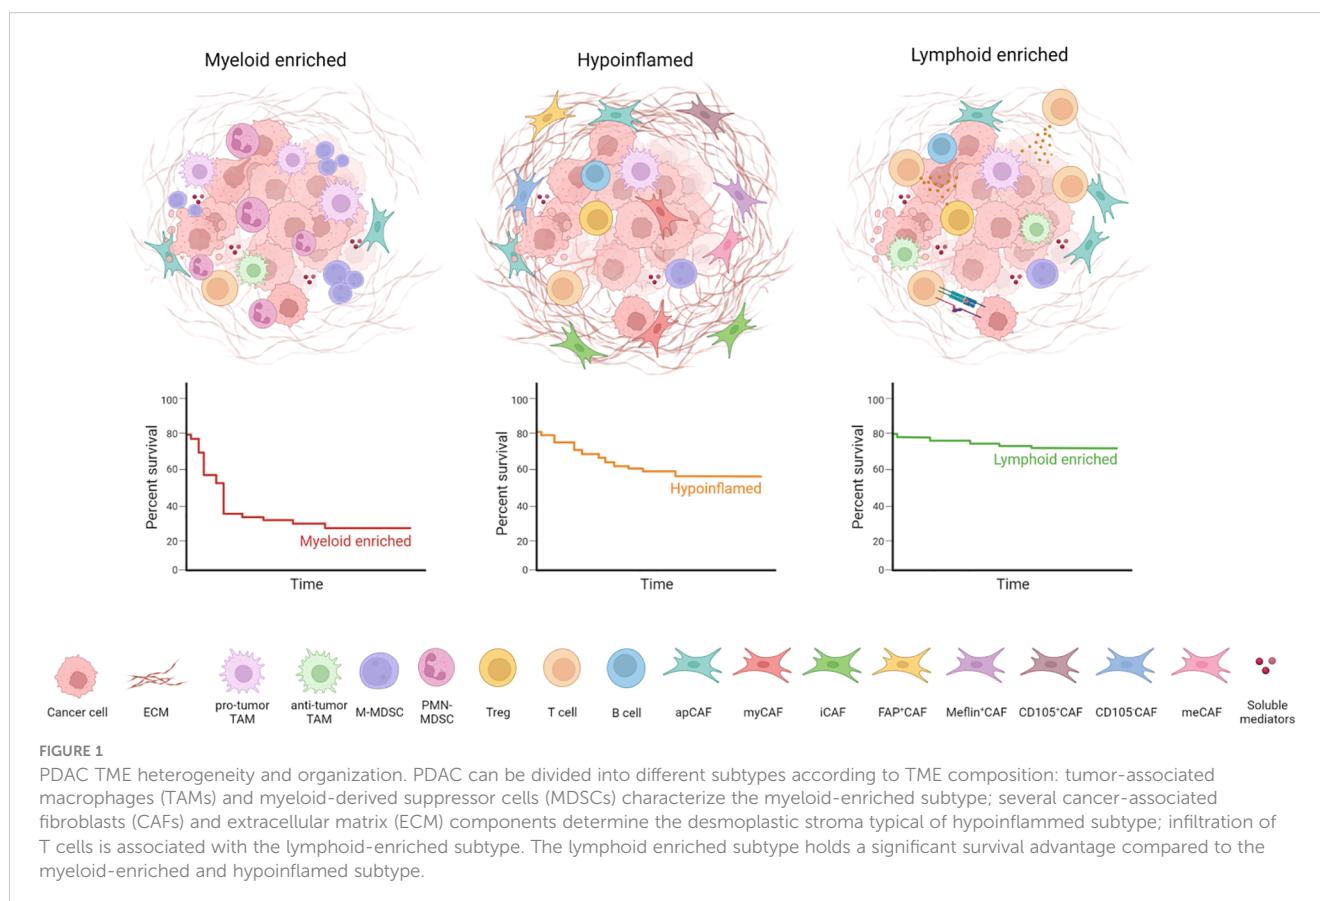 Myeloid enriched
Hypoinflamed
Lymphoid enriched
Percent survival
100
80
60
40
20
0
Myeloid enriched
Time
Percent survival
100
80
60
40
20
0
Hypoinflamed
Time
Percent survival
100
80
60
40
20
0
Lymphoid enriched
Time
Cancer cell
ECM
pro-tumor
TAM
anti-tumor
TAM
M-MDSC
PMN-
MDSC
Treg
T cell
B cell
apCAF
myCAF
iCAF
FAP⁺CAF
Meflin⁺CAF
CD105⁺CAF
CD105⁻CAF
meCAF
Soluble
mediators
FIGURE 1
PDAC TME heterogeneity and organization. PDAC can be divided into different subtypes according to TME composition: tumor-associated
macrophages (TAMs) and myeloid-derived suppressor cells (MDSCs) characterize the myeloid-enriched subtype; several cancer-associated
fibroblasts (CAFs) and extracellular matrix (ECM) components determine the desmoplastic stroma typical of hypoinflammed subtype; infiltration of
T cells is associated with the lymphoid-enriched subtype. The lymphoid enriched subtype holds a significant survival advantage compared to the
myeloid-enriched and hypoinflamed subtype.